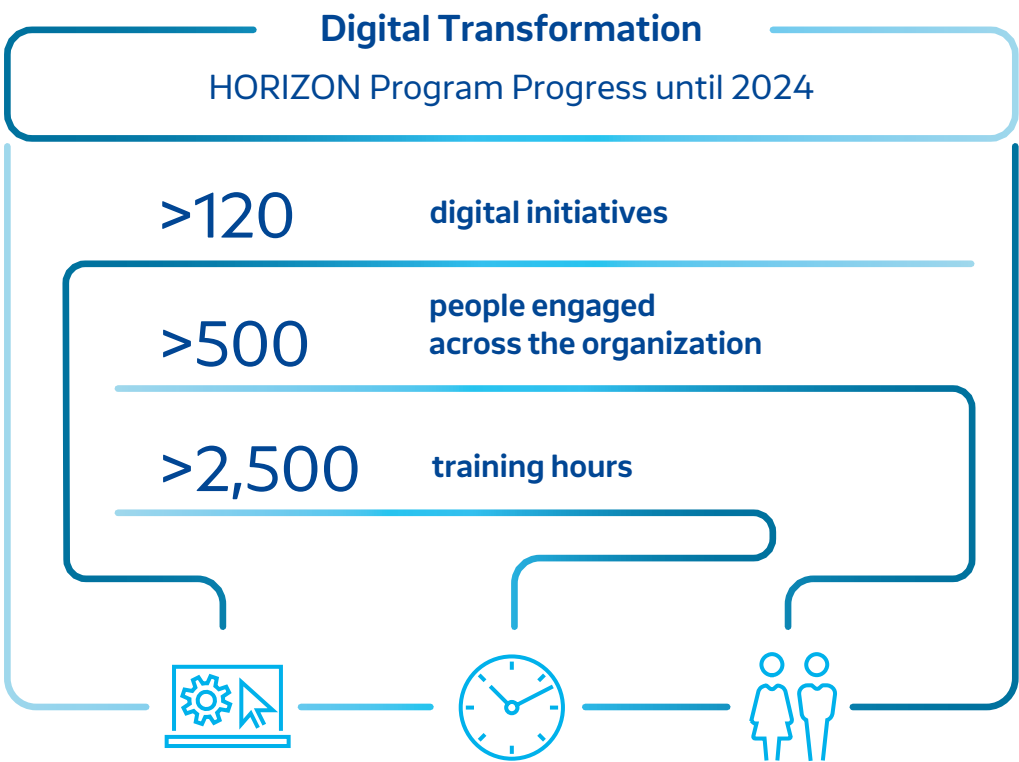 Digital Transformation
HORIZON Program Progress until 2024
>120
digital initiatives
>500
people engaged
across the organization
>2,500
training hours